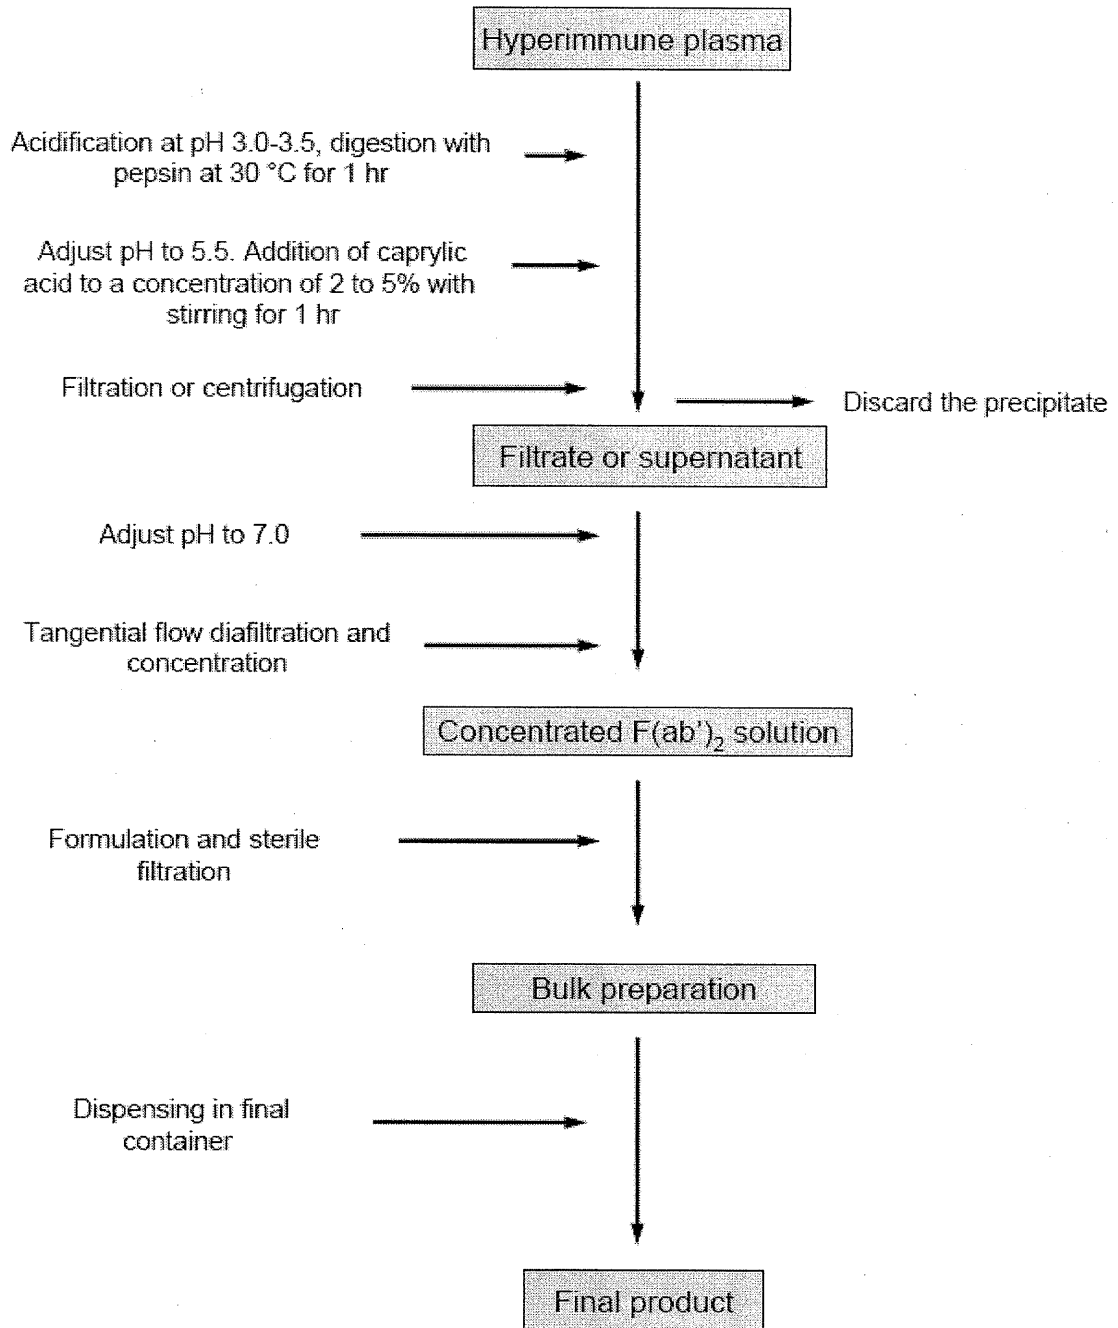 Hyperimmune plasma
Acidification at pH 3.0-3.5, digestion with
pepsin at 30 °C for 1 hr
Adjust pH to 5.5. Addition of caprylic
acid to a concentration of 2 to 5% with
stirring for 1 hr
Filtration or centrifugation
Discard the precipitate
Filtrate or supernatant
Adjust pH to 7.0
Tangential flow diafiltration and
concentration
Concentrated F(ab')₂ solution
Formulation and sterile
filtration
Bulk preparation
Dispensing in final
container
Final product